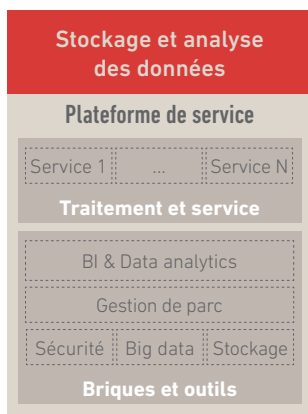 Stockage et analyse
des données
Plateforme de service
Service 1 ... Service N
Traitement et service
BI & Data analytics
Gestion de parc
Sécurité Big data Stockage
Briques et outils